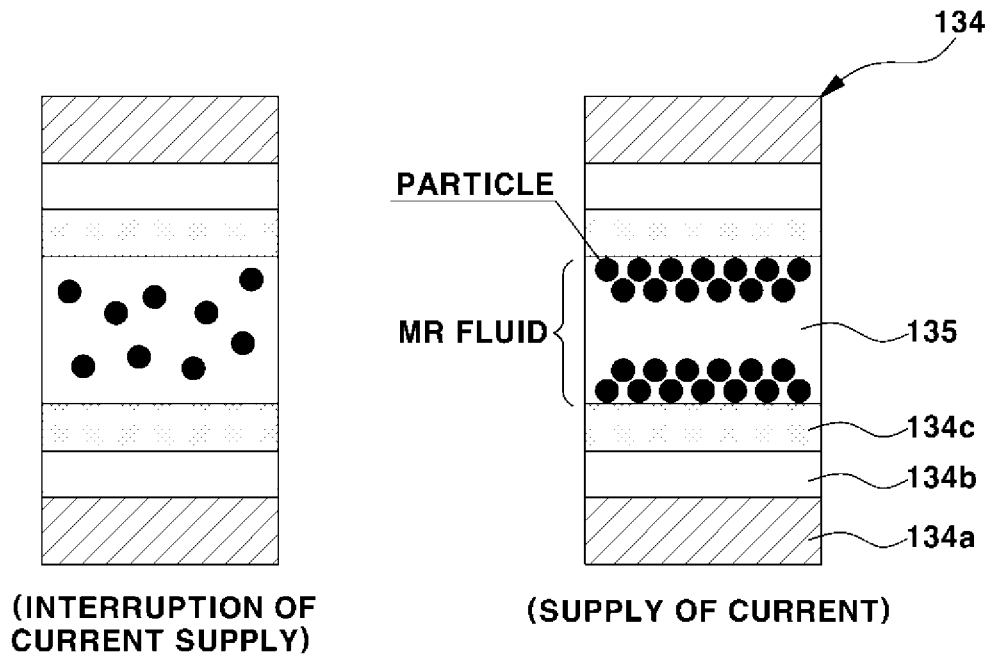 134
PARTICLE
MR FLUID
135
134c
134b
134a
(INTERRUPTION OF
CURRENT SUPPLY)
(SUPPLY OF CURRENT)